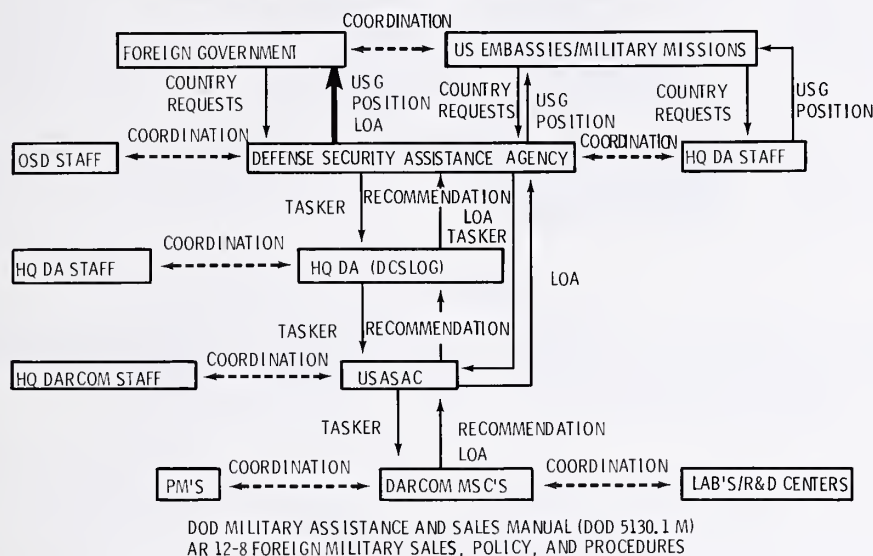 COORDINATION
FOREIGN GOVERNMENT
US EMBASSIES/MILITARY MISSIONS
COUNTRY
REQUESTS
USG
POSITION
LOA
COUNTRY
REQUESTS
USG
POSITION
COUNTRY
REQUESTS
USG
POSITION
COORDINATION
COORDINATION
OSD STAFF
DEFENSE SECURITY ASSISTANCE AGENCY
HQ DA STAFF
TASKER
RECOMMENDATION
LOA
TASKER
COORDINATION
LOA
HQ DA STAFF
HQ DA (DCSLOG)
TASKER
RECOMMENDATION
COORDINATION
HQ DARCOM STAFF
USASAC
TASKER
RECOMMENDATION
LOA
COORDINATION
COORDINATION
PM'S
DARCOM MSC'S
LAB'S/R&D CENTERS
DOD MILITARY ASSISTANCE AND SALES MANUAL (DOD 5130.1 M)
AR 12-8 FOREIGN MILITARY SALES, POLICY, AND PROCEDURES